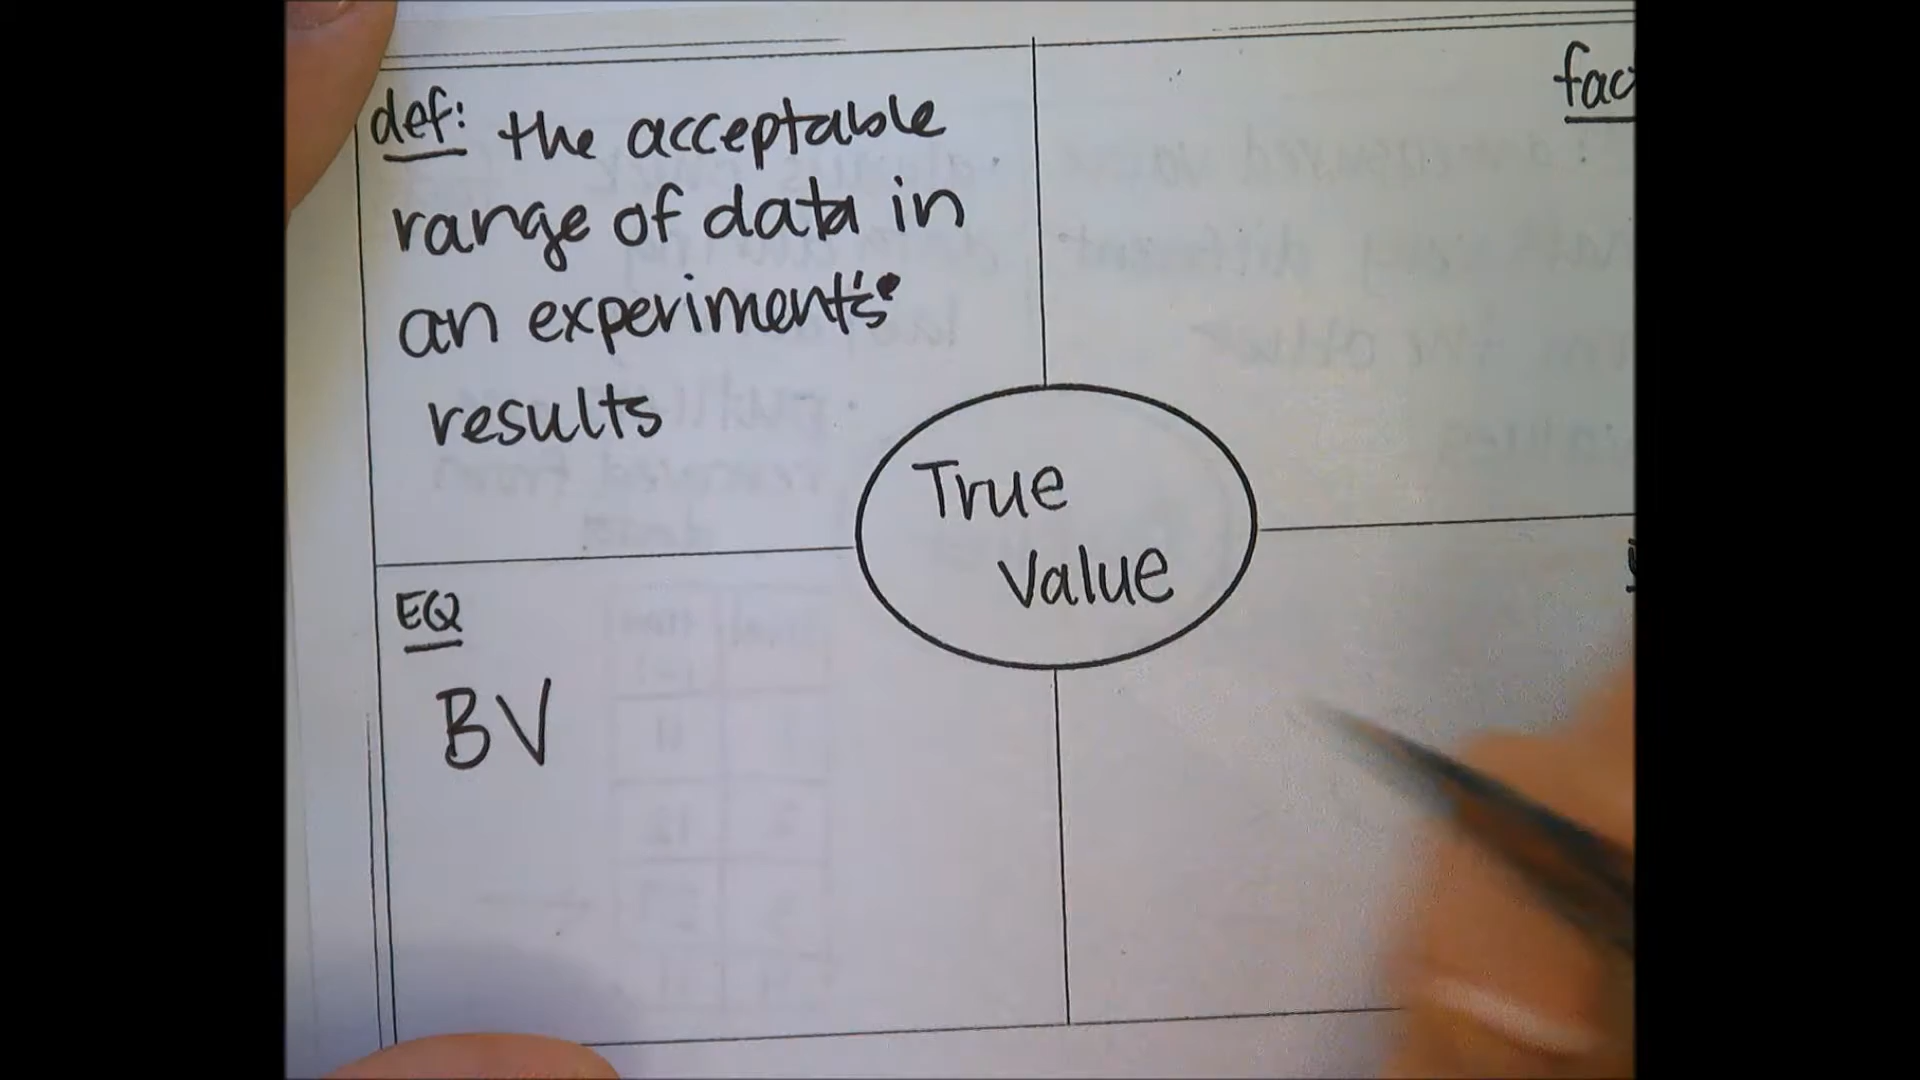 def: the acceptable
range of data in
an experiment's
results
fac
True
Value
EQ
BV